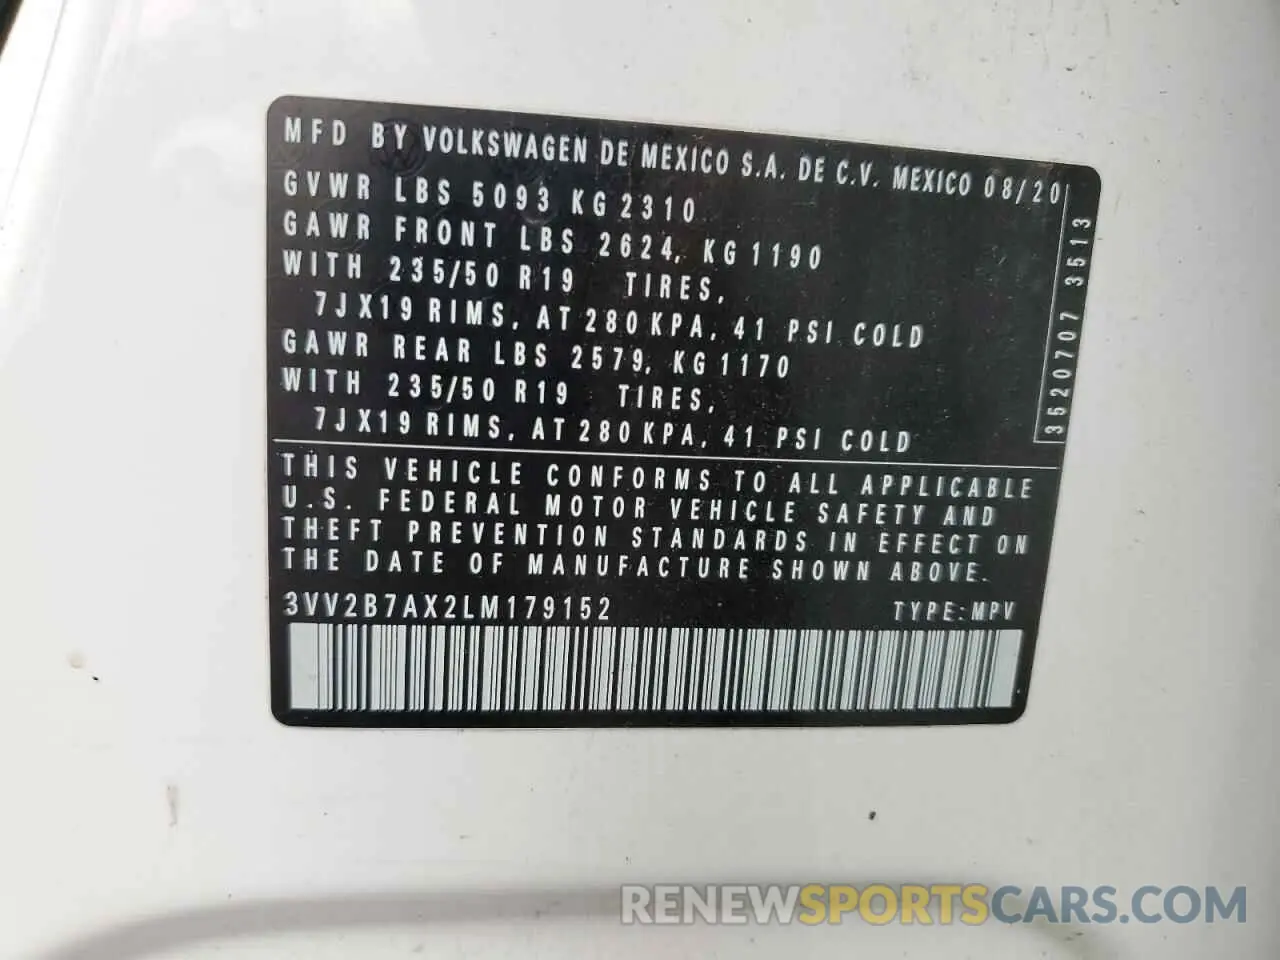 MFD BY VOLKSWAGEN DE MEXICO S.A. DE C.V. MEXICO 08/20
GVWR LBS 5093 KG 2310
GAWR FRONT LBS 2624, KG 1190
WITH 235/50 R19 TIRES,
7JX19 RIMS, AT 280 KPA, 41 PSI COLD
GAWR REAR LBS 2579, KG 1170
WITH 235/50 R19 TIRES,
7JX19 RIMS, AT 280 KPA, 41 PSI COLD
3520707 3513
THIS VEHICLE CONFORMS TO ALL APPLICABLE
U.S. FEDERAL MOTOR VEHICLE SAFETY AND
THEFT PREVENTION STANDARDS IN EFFECT ON
THE DATE OF MANUFACTURE SHOWN ABOVE.
3VV2B7AX2LM179152 TYPE: MPV
RENEWSPORTSCARS.COM